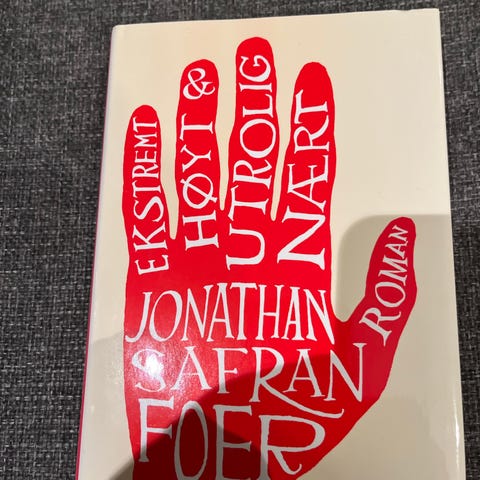 EKSTREMT
HØYT &
UTROLIG
NÆRT
JONATHAN
SAFRAN
FOER
ROMAN